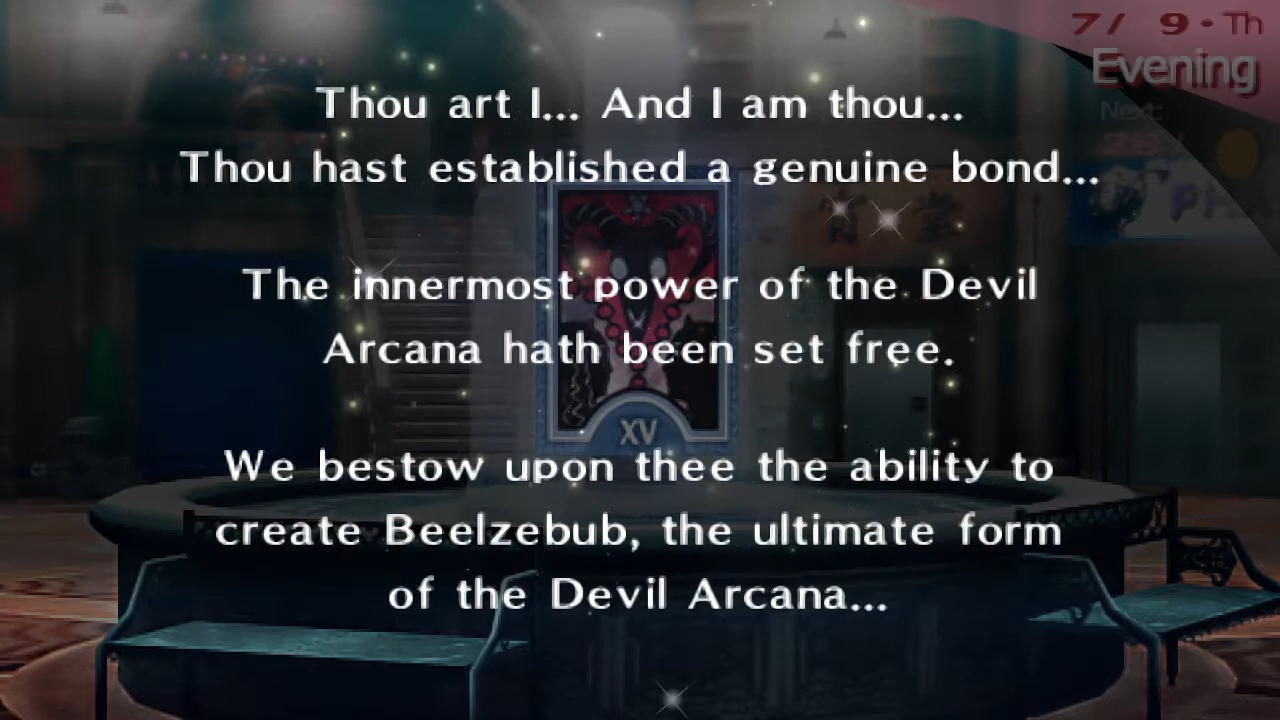 7/ 9・Th
Evening
Next:
Thou art I... And I am thou...
Thou hast established a genuine bond...
The innermost power of the Devil
Arcana hath been set free.
XV
We bestow upon thee the ability to
create Beelzebub, the ultimate form
of the Devil Arcana...